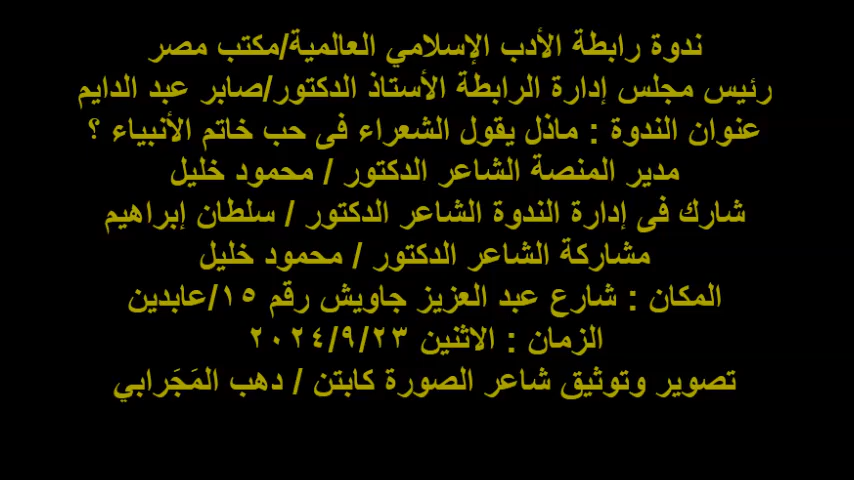 ندوة رابطة الأدب الإسلامي العالمية/مكتب مصر
رئيس مجلس إدارة الرابطة الأستاذ الدكتور/صابر عبد الدايم
عنوان الندوة : ماذل يقول الشعراء فى حب خاتم الأنبياء ؟
مدير المنصة الشاعر الدكتور / محمود خليل
شارك فى إدارة الندوة الشاعر الدكتور / سلطان إبراهيم
مشاركة الشاعر الدكتور / محمود خليل
المكان : شارع عبد العزيز جاويش رقم ١٥/عابدين
الزمان : الاثنين ٢٠٢٤/٩/٢٣
تصوير وتوثيق شاعر الصورة كابتن / دهب المَجَرابي